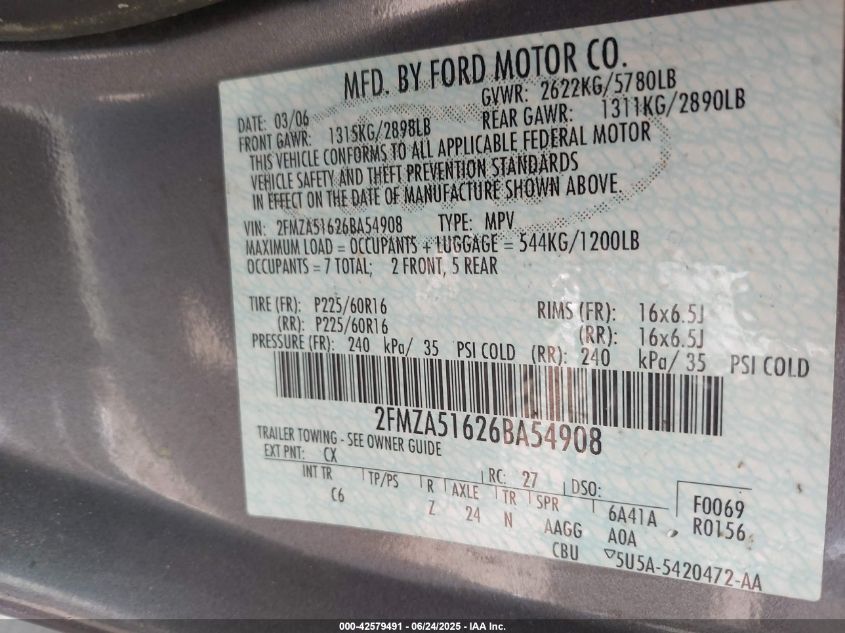 MFD. BY FORD MOTOR CO.
DATE: 03/06 GVWR: 2622KG/5780LB
FRONT GAWR: 1315KG/2898LB REAR GAWR: 1311KG/2890LB
THIS VEHICLE CONFORMS TO ALL APPLICABLE FEDERAL MOTOR
VEHICLE SAFETY AND THEFT PREVENTION STANDARDS
IN EFFECT ON THE DATE OF MANUFACTURE SHOWN ABOVE.
VIN: 2FMZA51626BA54908 TYPE: MPV
MAXIMUM LOAD = OCCUPANTS + LUGGAGE = 544KG/1200LB
OCCUPANTS = 7 TOTAL; 2 FRONT, 5 REAR
TIRE (FR): P225/60R16 RIMS (FR): 16x6.5J
(RR): P225/60R16 (RR): 16x6.5J
PRESSURE (FR): 240 kPa/ 35 PSI COLD (RR): 240 kPa/ 35 PSI COLD
2FMZA51626BA54908
TRAILER TOWING - SEE OWNER GUIDE
EXT PNT: CX RC: 27 DSO:
INT TR TP/PS R AXLE TR SPR 6A41A F0069
C6 Z 24 N AAGG A0A R0156
CBU ▽5U5A-5420472-AA
000-42579491 - 06/24/2025 - IAA Inc.